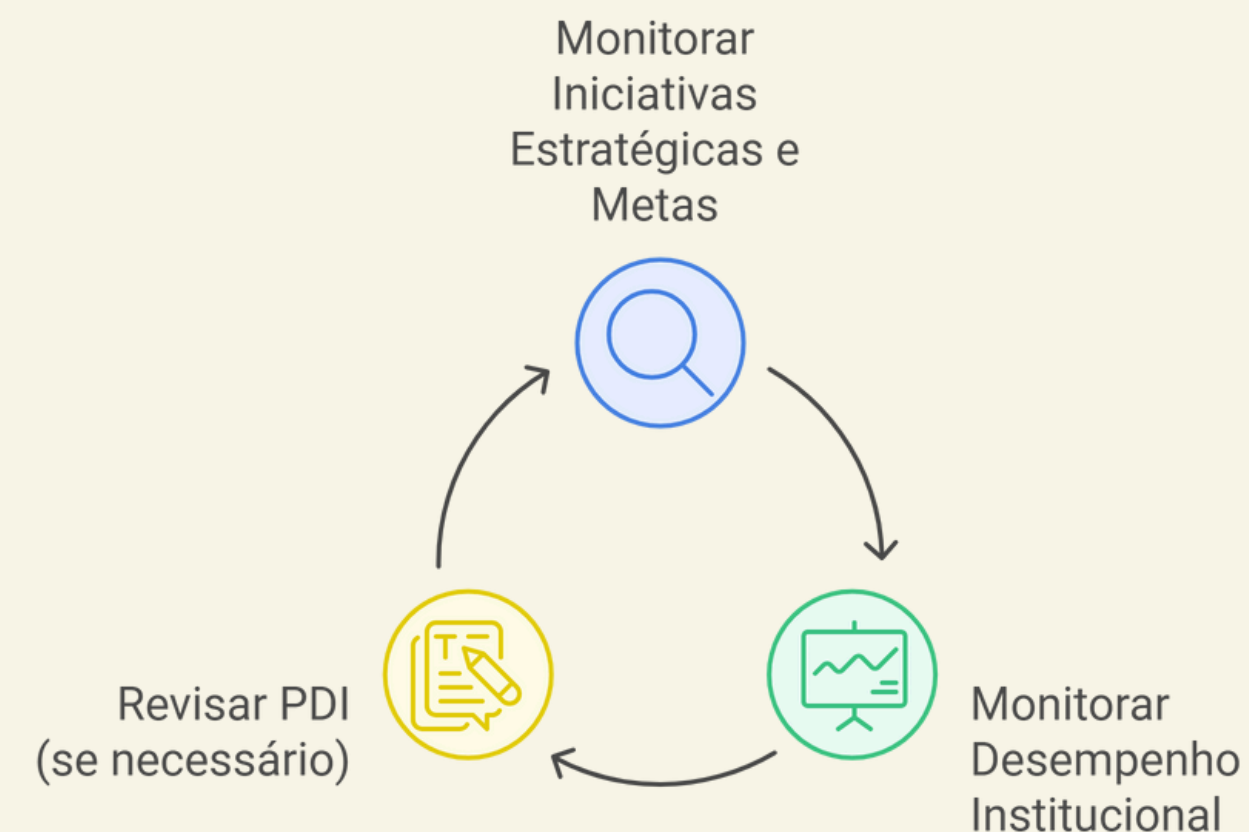 Monitorar
Iniciativas
Estratégicas e
Metas
Revisar PDI
(se necessário)
Monitorar
Desempenho
Institucional